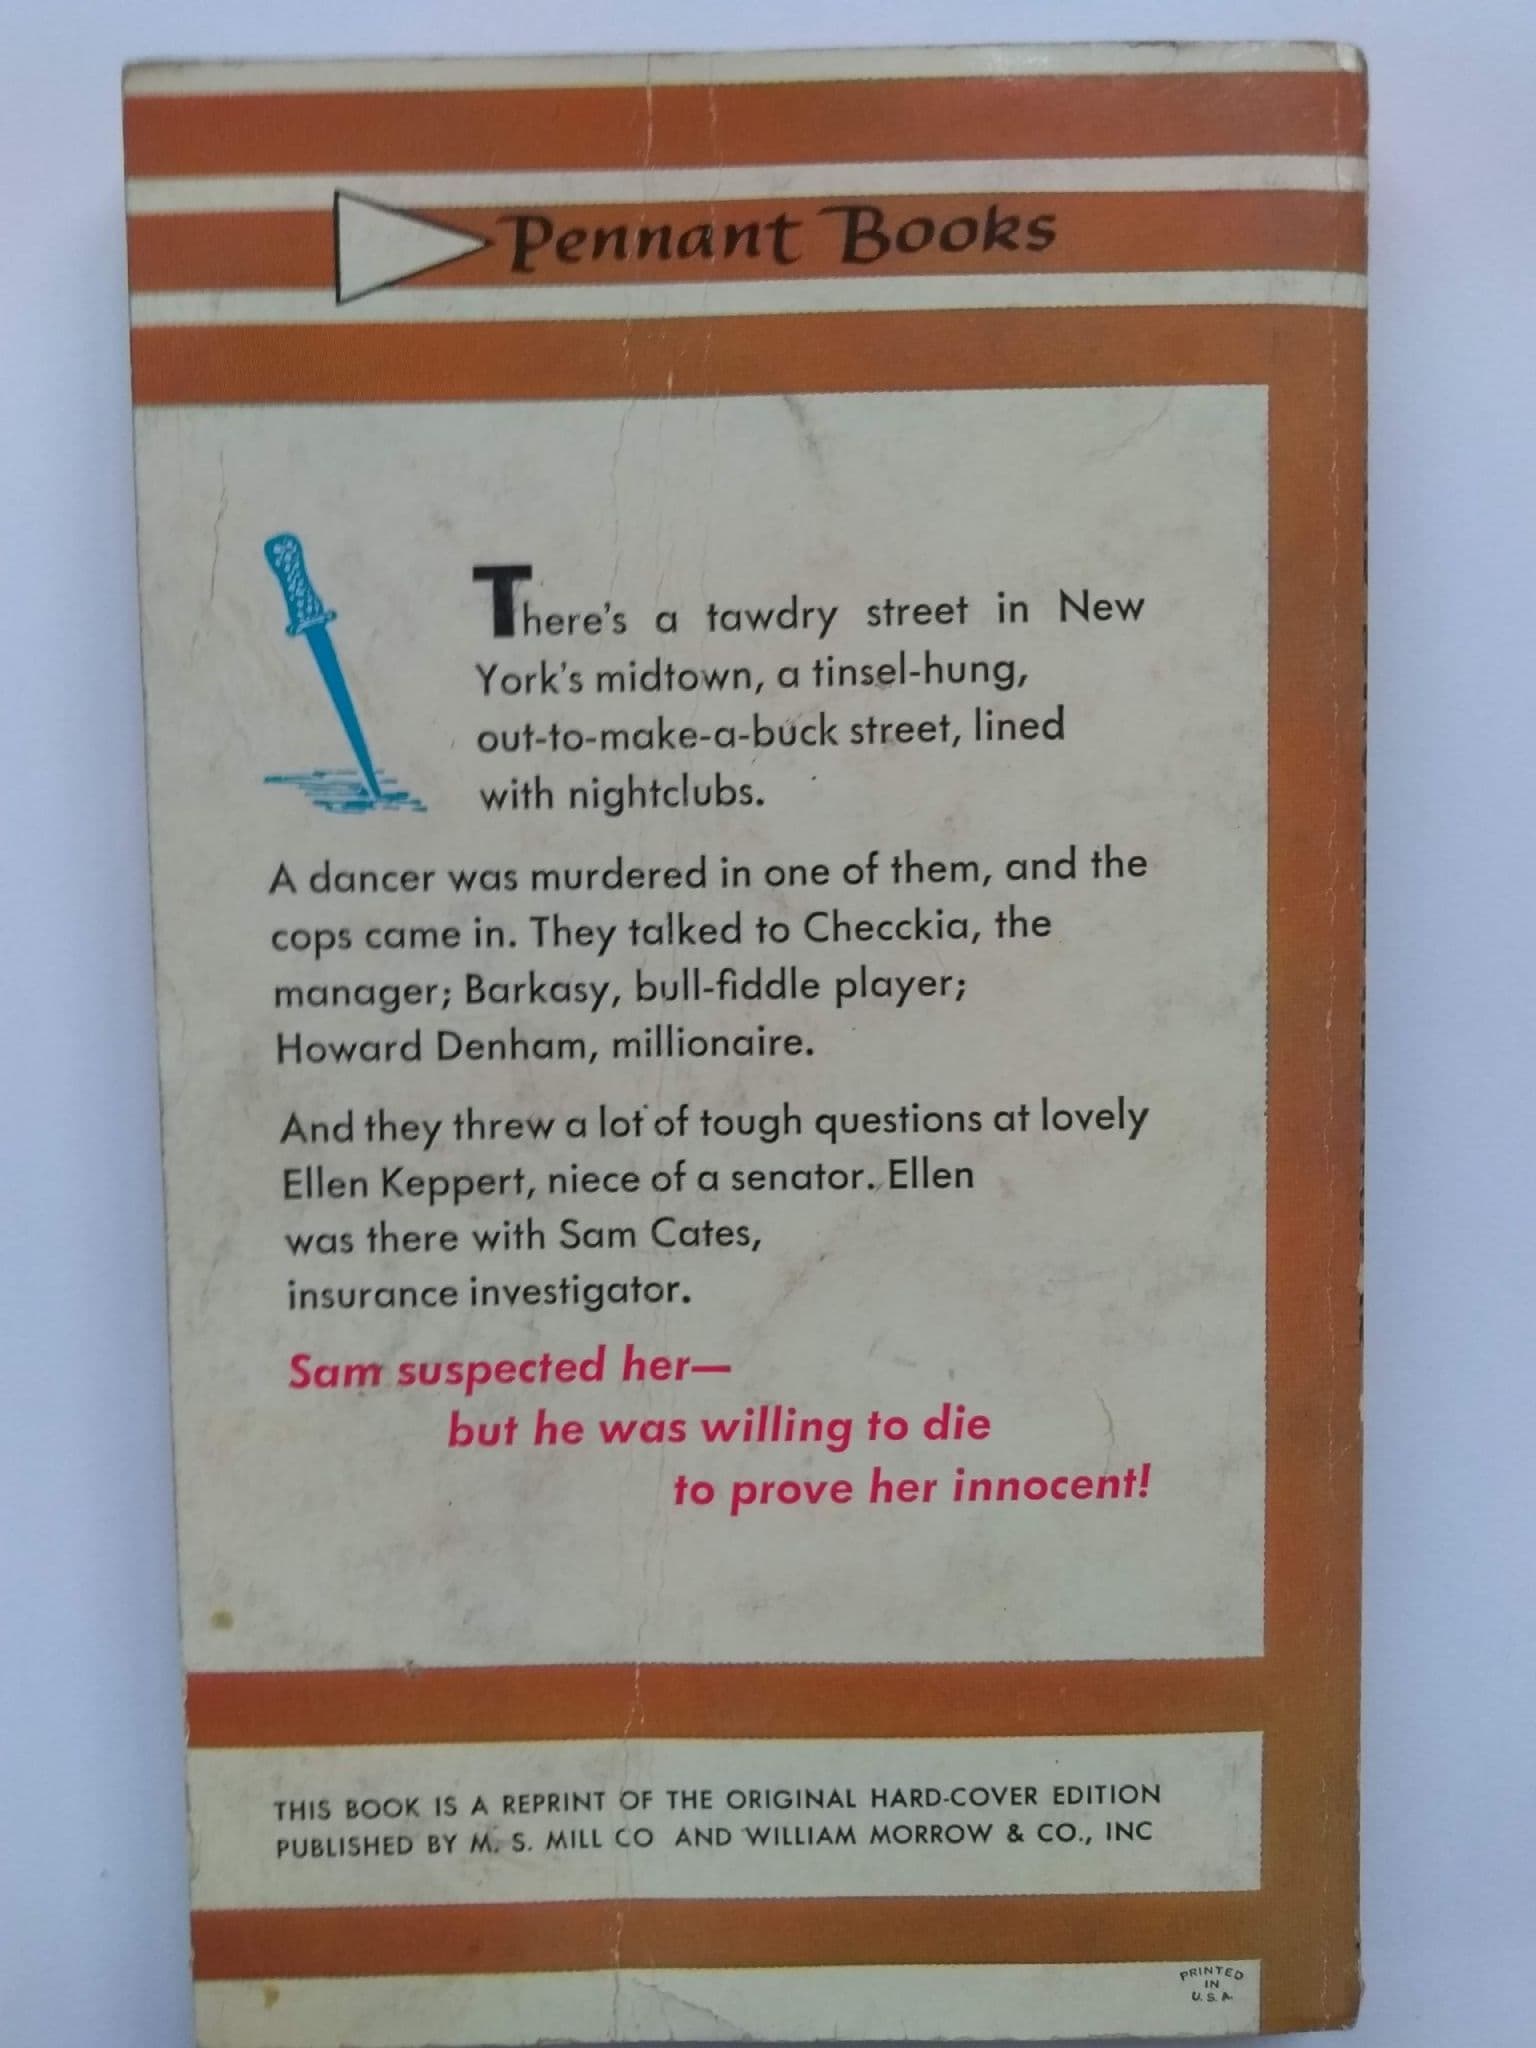 Pennant Books
There's a tawdry street in New
York's midtown, a tinsel-hung,
out-to-make-a-buck street, lined
with nightclubs.
A dancer was murdered in one of them, and the
cops came in. They talked to Checckia, the
manager; Barkasy, bull-fiddle player;
Howard Denham, millionaire.
And they threw a lot of tough questions at lovely
Ellen Keppert, niece of a senator. Ellen
was there with Sam Cates,
insurance investigator.
Sam suspected her—
but he was willing to die
to prove her innocent!
THIS BOOK IS A REPRINT OF THE ORIGINAL HARD-COVER EDITION
PUBLISHED BY M. S. MILL CO AND WILLIAM MORROW & CO., INC
PRINTED
IN
U. S. A.